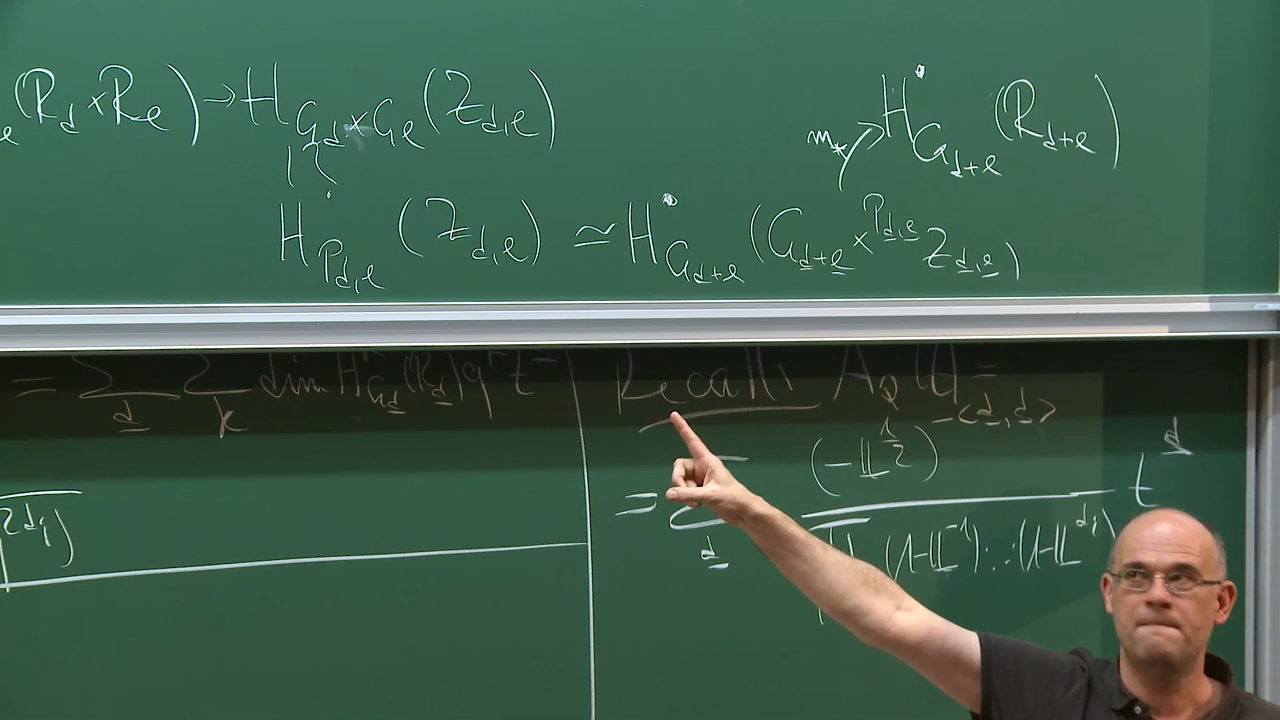 ₑ(R_d × R_e) → H_{G_d × G_e}(Z_{d,e})
H^•_{G_{d+e}}(R_{d+e})
m_*
H^•_{P_{d,e}}(Z_{d,e}) ≃ H^•_{G_{d+e}}(G_{d+e} ×^{P_{d,e}} Z_{d,e})
= Σ_d Σ_k dim H^k_{G_d}(R_d) q^k t^d
2d_i)
Recall: A_Q(t) =
= Σ_d (-𝕃^{1/2})^{-<d,d>} / ∏ (1-𝕃^{-1})...(1-𝕃^{-d_i}) t^d